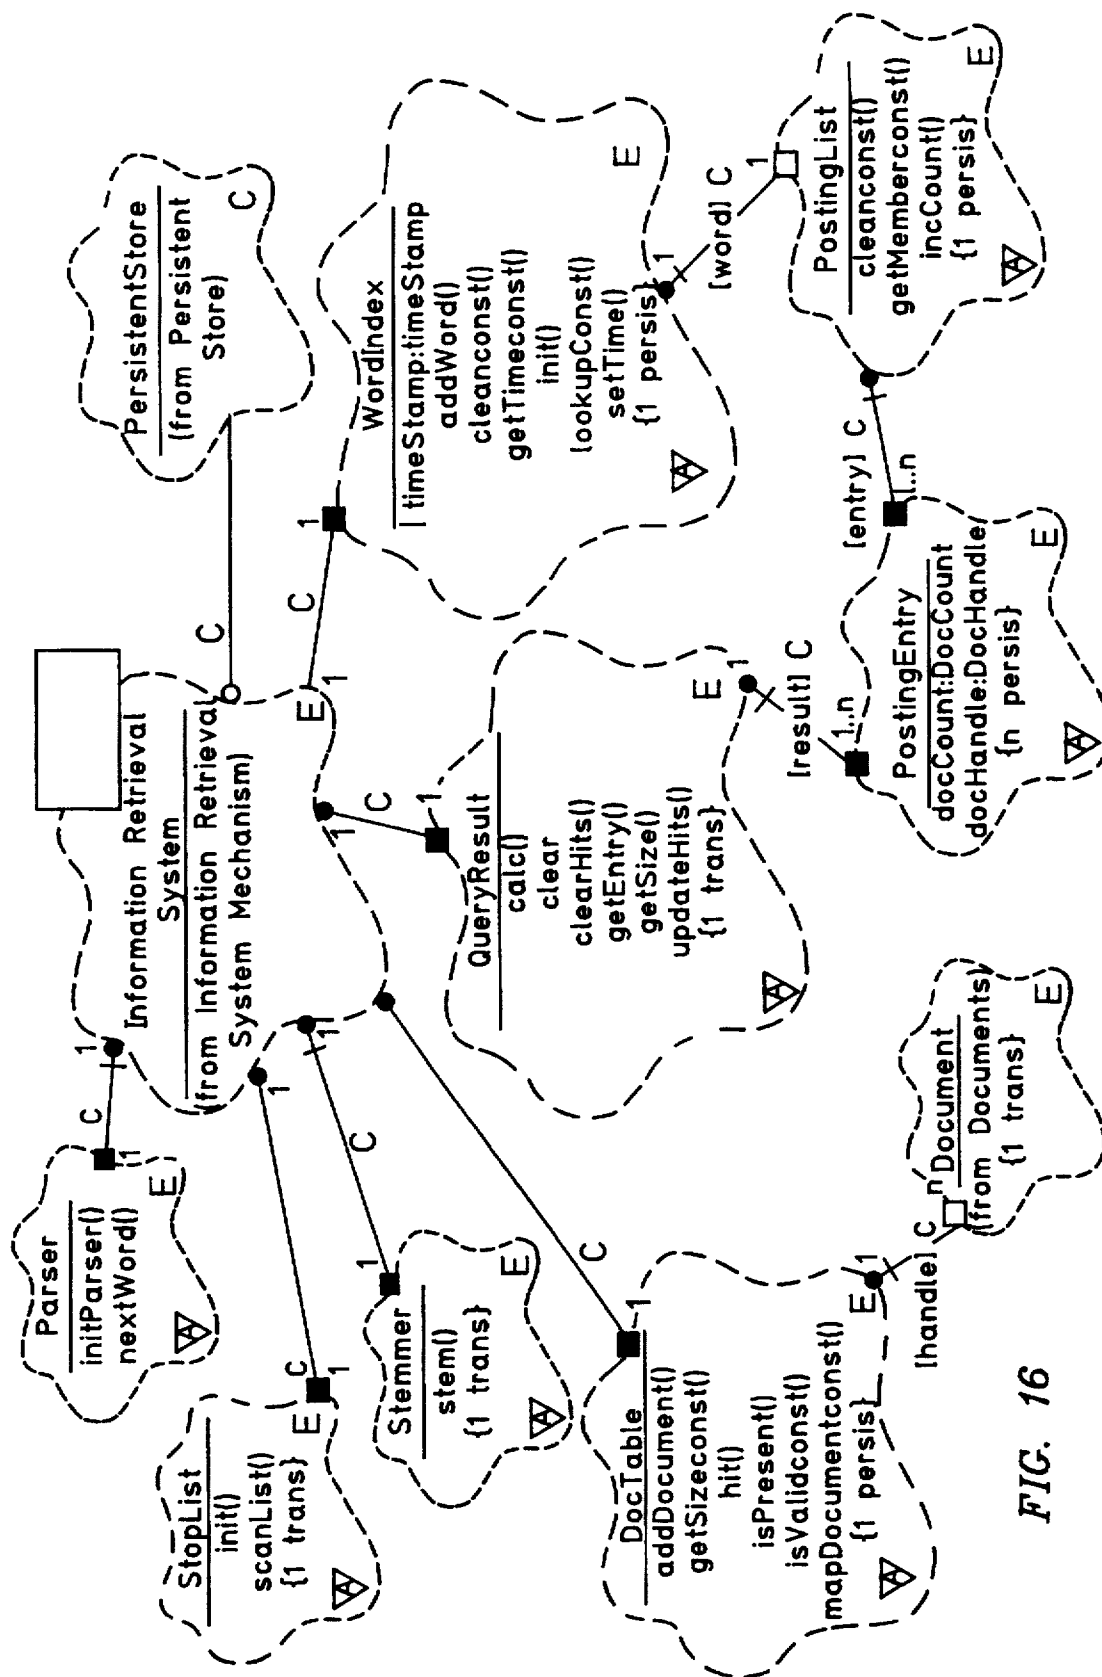 Parser
initParser()
nextWord()
E
1
C
1
Information Retrieval
System
(from Information Retrieval
System Mechanism)
E
C
PersistentStore
(from Persistent
Store)
C
StopList
init()
scanList()
{1 trans}
E
1
C
1
Stemmer
stem()
{1 trans}
E
1
C
1
1
C
1
QueryResult
calc()
clear
clearHits()
getEntry()
getSize()
updateHits()
{1 trans}
E
1
1
C
1
WordIndex
| timeStamp:timeStamp
addWord()
cleanconst()
getTimeconst()
init()
lookupConst()
setTime()
{1 persis}
E
1
C
1
DocTable
addDocument()
getSizeconst()
hit()
isPresent()
isValidconst()
mapDocumentconst()
{1 persis}
E
1
[handle] C
n
Document
(from Documents)
{1 trans}
E
[result] C
1..n
PostingEntry
docCount:DocCount
docHandle:DocHandle
{n persis}
E
[entry] C
1..n
[word] C
1
PostingList
cleanconst()
getMemberconst()
incCount()
{1 persis}
E
A
A
A
A
A
A
A
A
FIG. 16